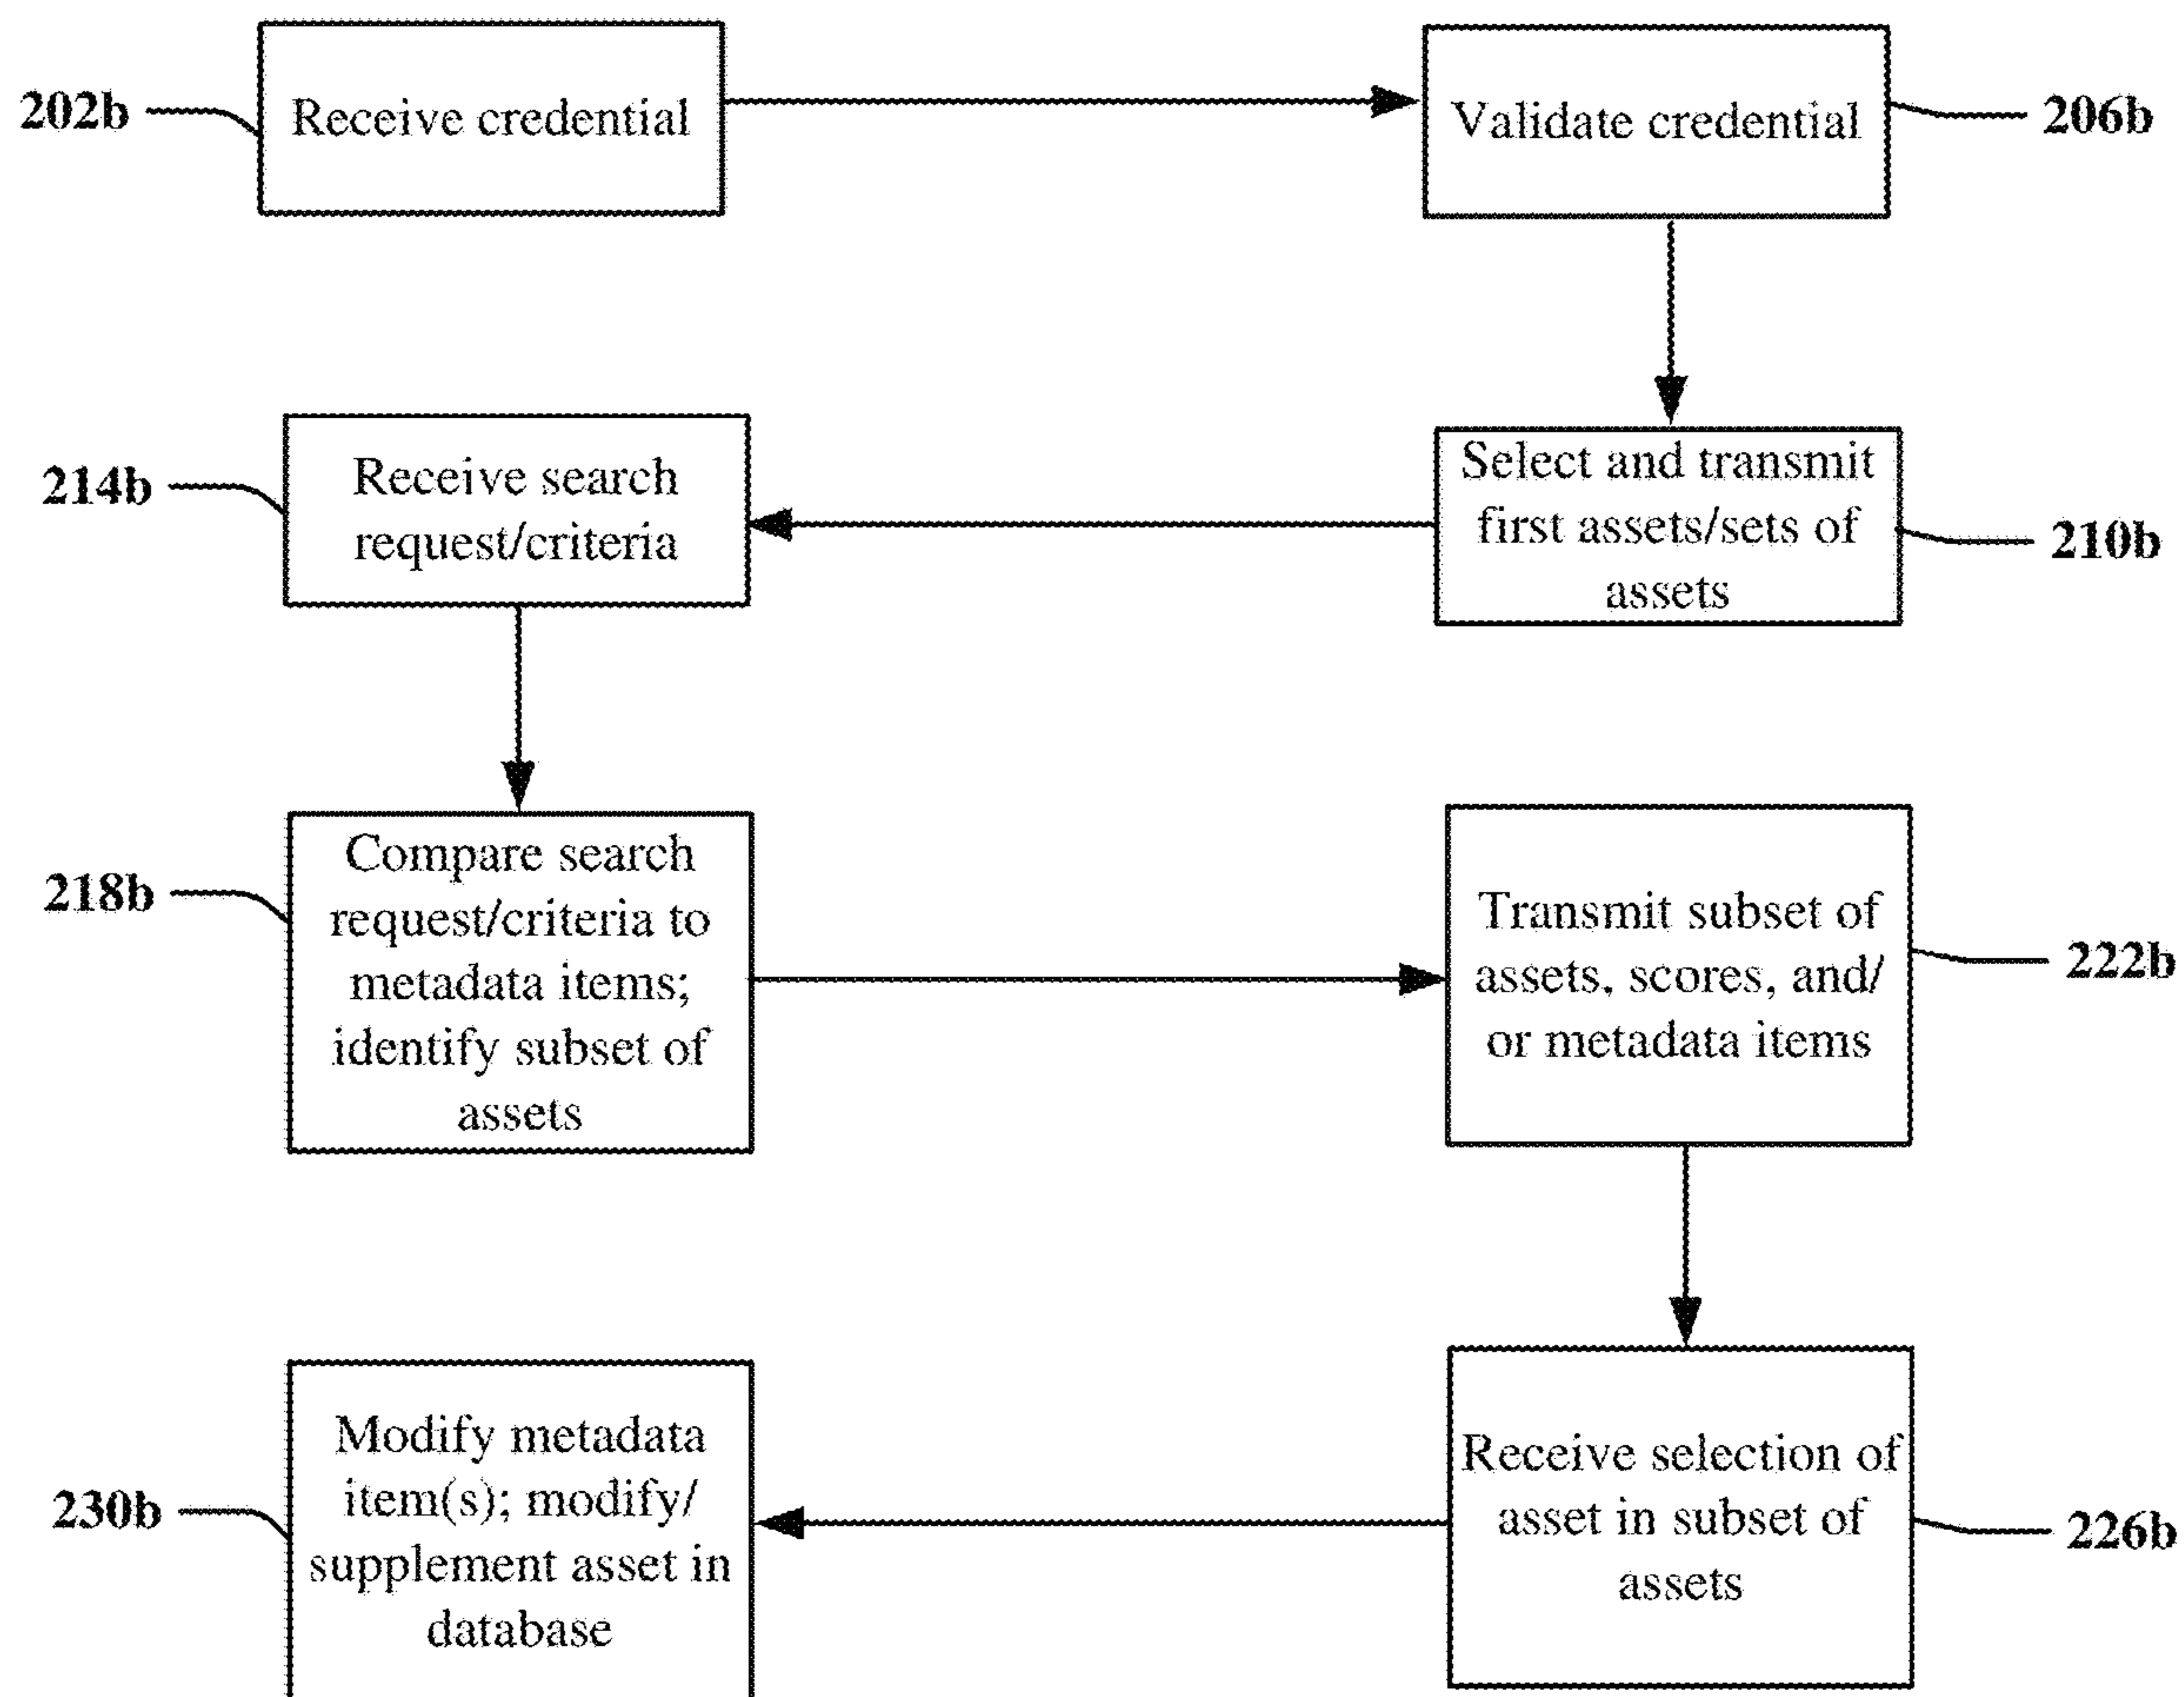 202b
Receive credential
Validate credential
206b
Select and transmit
first assets/sets of
assets
210b
214b
Receive search
request/criteria
218b
Compare search
request/criteria to
metadata items;
identify subset of
assets
Transmit subset of
assets, scores, and/
or metadata items
222b
Receive selection of
asset in subset of
assets
226b
230b
Modify metadata
item(s); modify/
supplement asset in
database